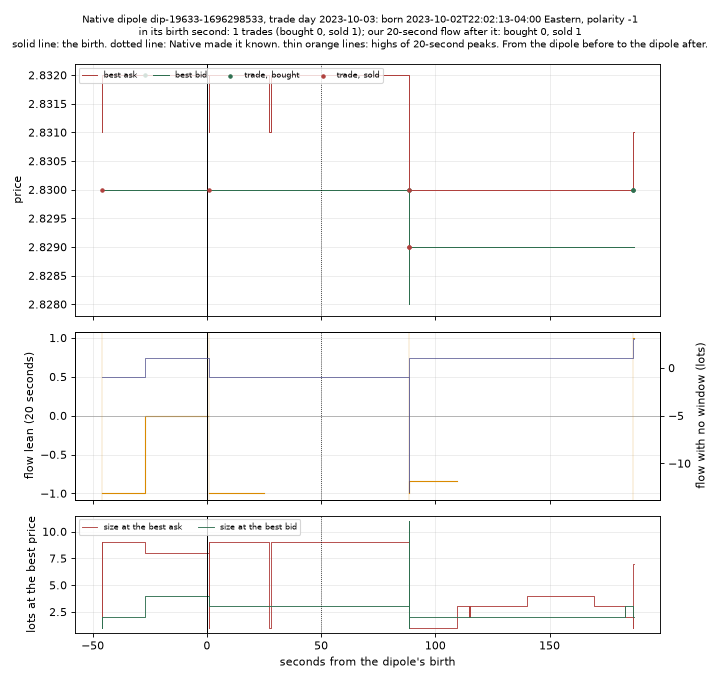 Native dipole dip-19633-1696298533, trade day 2023-10-03: born 2023-10-02T22:02:13-04:00 Eastern, polarity -1
in its birth second: 1 trades (bought 0, sold 1); our 20-second flow after it: bought 0, sold 1
solid line: the birth. dotted line: Native made it known. thin orange lines: highs of 20-second peaks. From the dipole before to the dipole after.
best ask
best bid
trade, bought
trade, sold
2.8320
2.8315
2.8310
2.8305
2.8300
2.8295
2.8290
2.8285
2.8280
price
1.0
0.5
0.0
−0.5
−1.0
flow lean (20 seconds)
0
−5
−10
flow with no window (lots)
size at the best ask
size at the best bid
10.0
7.5
5.0
2.5
lots at the best price
−50
0
50
100
150
seconds from the dipole's birth